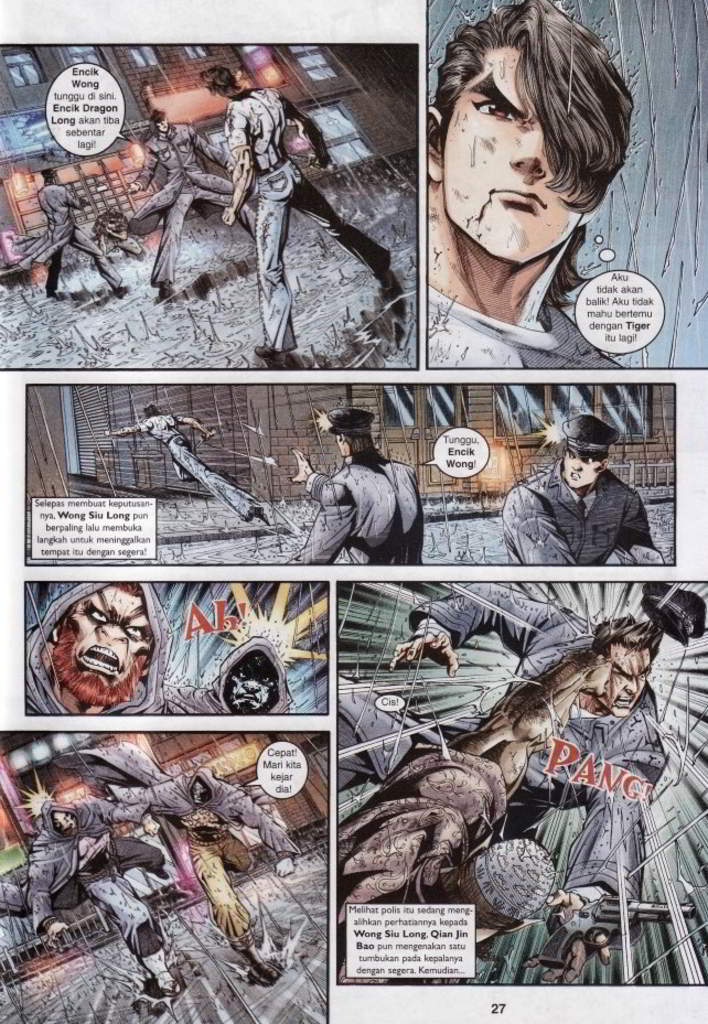 Encik
Wong
tunggu di sini.
Encik Dragon
Long akan tiba
sebentar
lagi!
Aku
tidak akan
balik! Aku tidak
mahu bertemu
dengan Tiger
itu lagi!
Selepas membuat keputusan-
nya, Wong Siu Long pun
berpaling lalu membuka
langkah untuk meninggalkan
tempat itu dengan segera!
Tunggu,
Encik
Wong!
Ah!
Cis!
PANG!
Cepat!
Mari kita
kejar
dia!
Melihat polis itu sedang meng-
alihkan perhatiannya kepada
Wong Siu Long, Qian Jin
Bao pun mengenakan satu
tumbukan pada kepalanya
dengan segera. Kemudian...
27